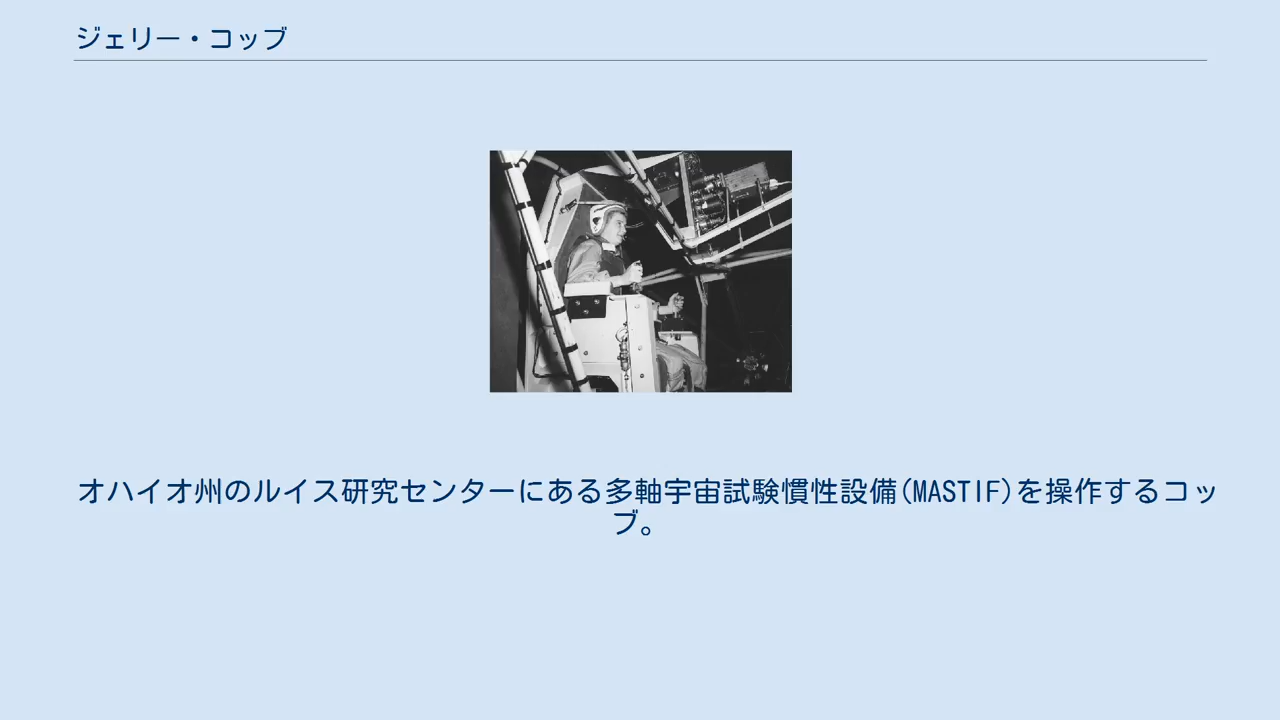 ジェリー・コッブ
オハイオ州のルイス研究センターにある多軸宇宙試験慣性設備(MASTIF)を操作するコッ
ブ。